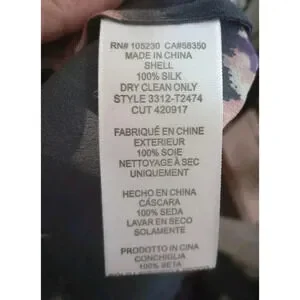 RN# 105230 CA#58350
MADE IN CHINA
SHELL
100% SILK
DRY CLEAN ONLY
STYLE 3312-T2474
CUT 420917
FABRIQUÉ EN CHINE
EXTERIEUR
100% SOIE
NETTOYAGE À SEC
UNIQUEMENT
HECHO EN CHINA
CÁSCARA
100% SEDA
LAVAR EN SECO
SOLAMENTE
PRODOTTO IN CINA
CONCHIGLIA
100% SETA